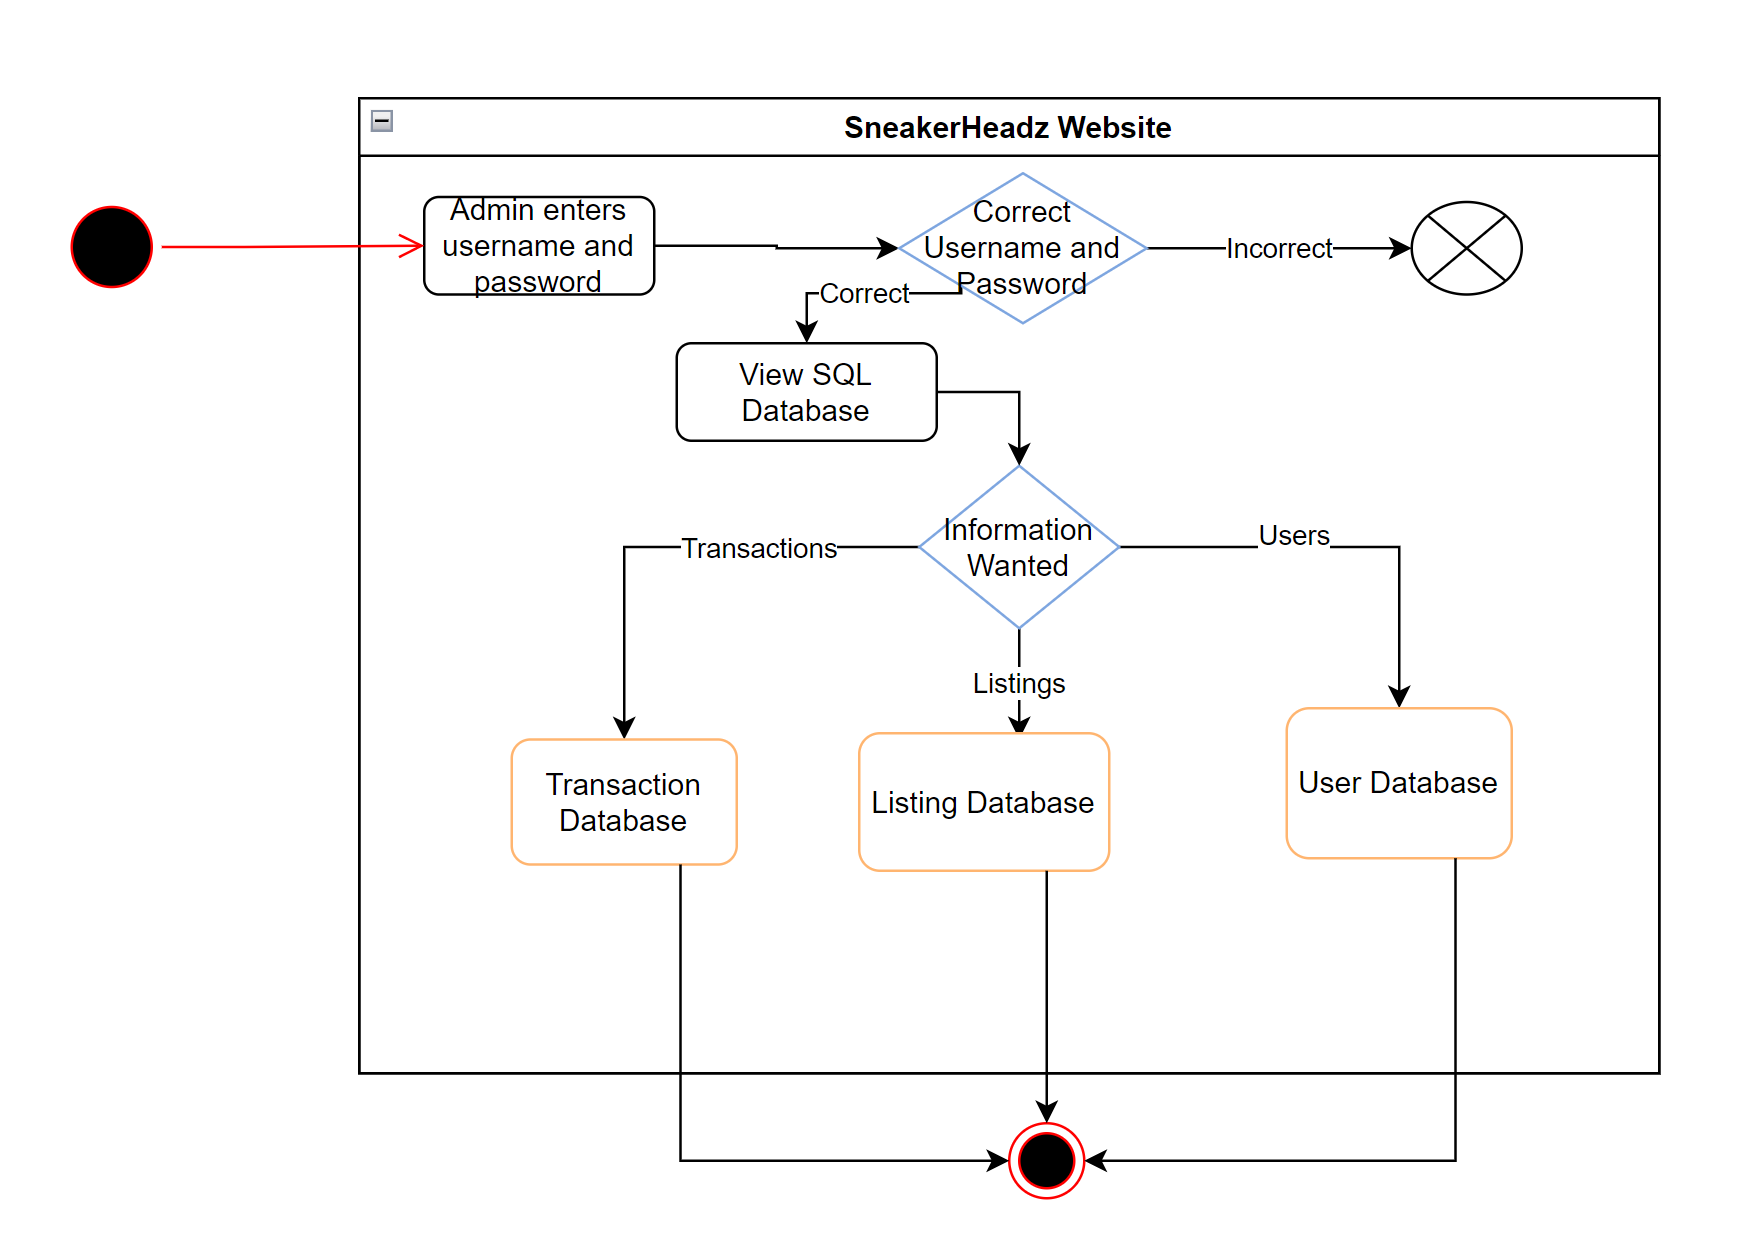 SneakerHeadz Website
Admin enters
username and
password
Correct
Username and
Password
Incorrect
Correct
View SQL
Database
Information
Wanted
Transactions
Users
Listings
Transaction
Database
Listing Database
User Database